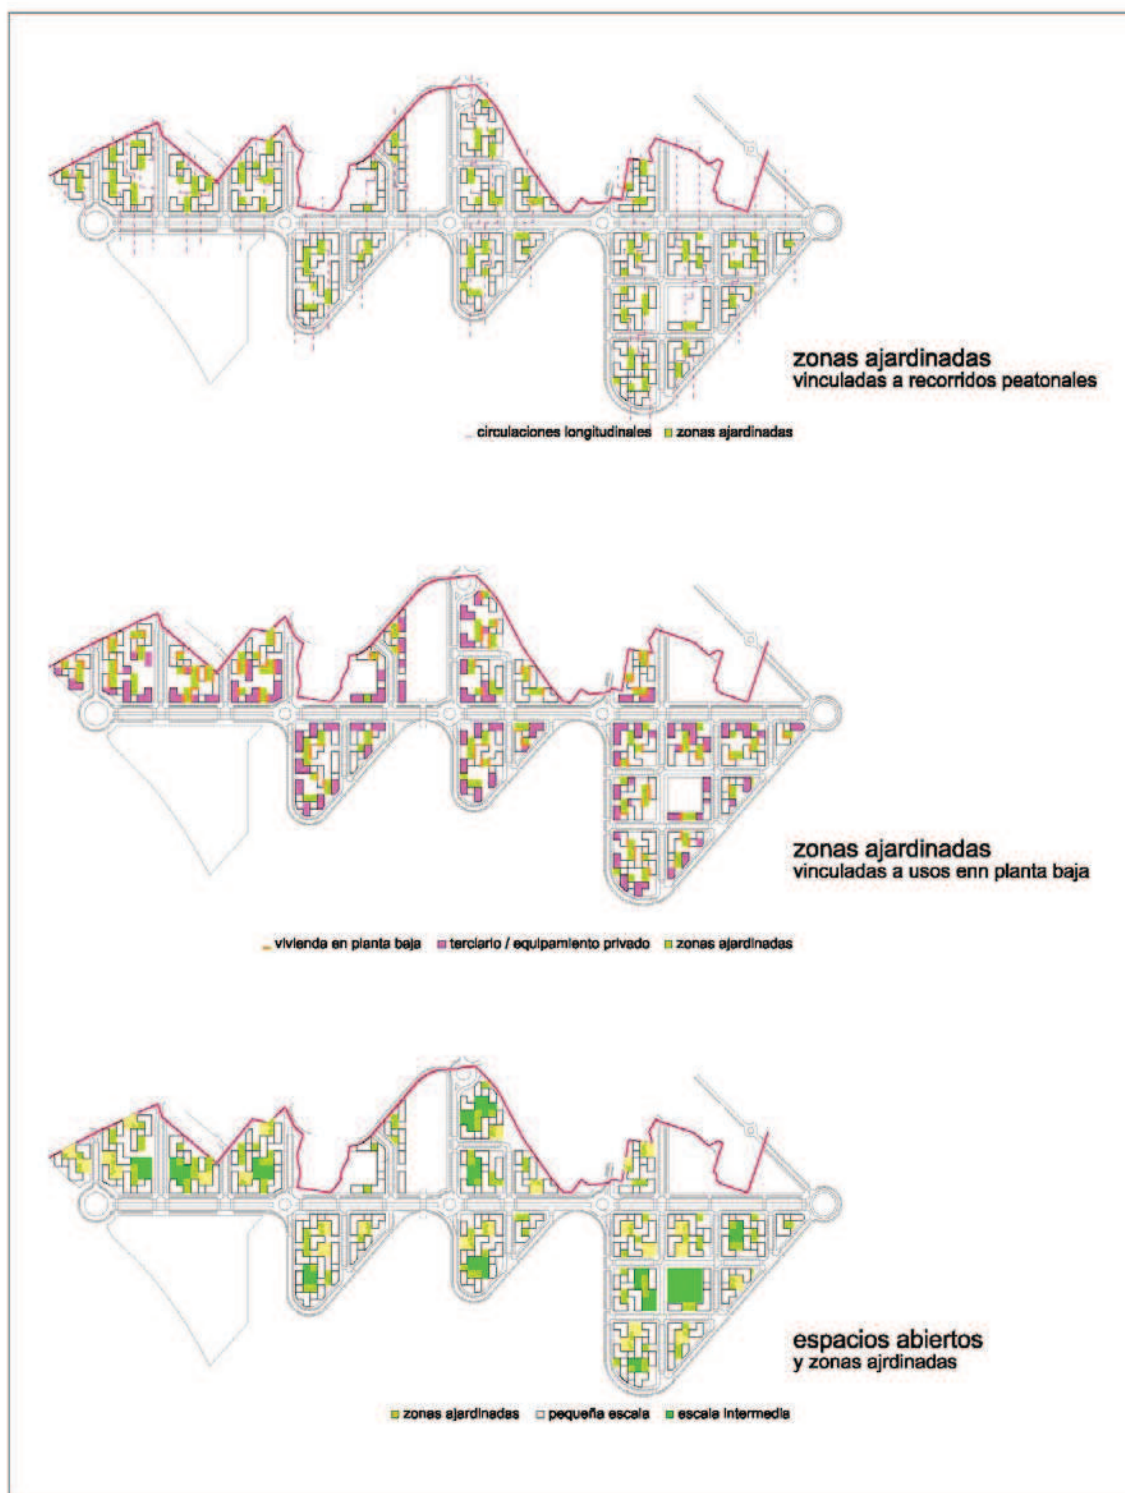 zonas ajardinadas
vinculadas a recorridos peatonales
circulaciones longitudinales zonas ajardinadas
zonas ajardinadas
vinculadas a usos enn planta baja
vivienda en planta baja terciario / equipamiento privado zonas ajardinadas
espacios abiertos
y zonas ajrdinadas
zonas ajardinadas pequeña escala escala intermedia